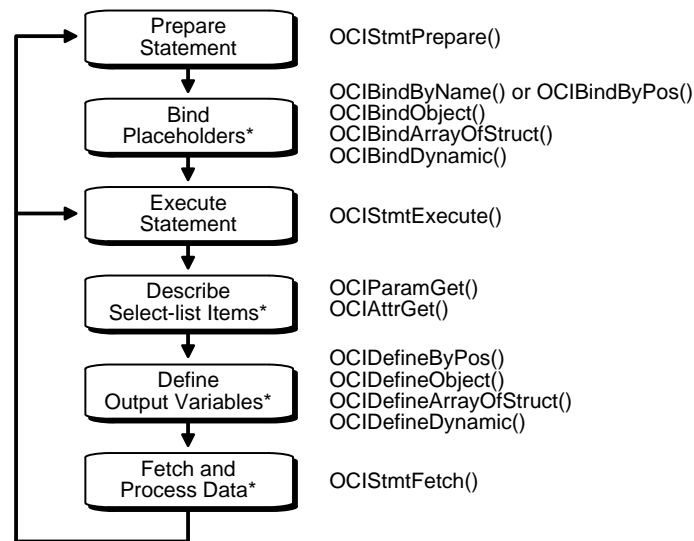 Prepare
Statement
OCIStmtPrepare()
Bind
Placeholders*
OCIBindByName() or OCIBindByPos()
OCIBindObject()
OCIBindArrayOfStruct()
OCIBindDynamic()
Execute
Statement
OCIStmtExecute()
Describe
Select-list Items*
OCIParamGet()
OCIAttrGet()
Define
Output Variables*
OCIDefineByPos()
OCIDefineObject()
OCIDefineArrayOfStruct()
OCIDefineDynamic()
Fetch and
Process Data*
OCIStmtFetch()